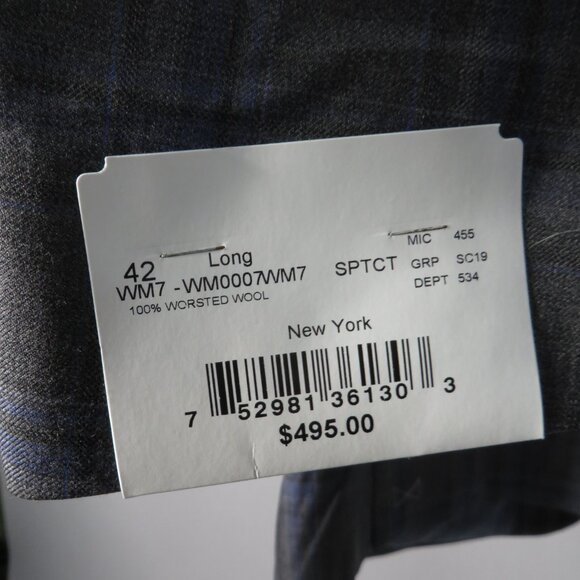 42 Long
WM7 -WM0007WM7 SPTCT
100% WORSTED WOOL
MIC 455
GRP SC19
DEPT 534
New York
7 52981 36130 3
$495.00